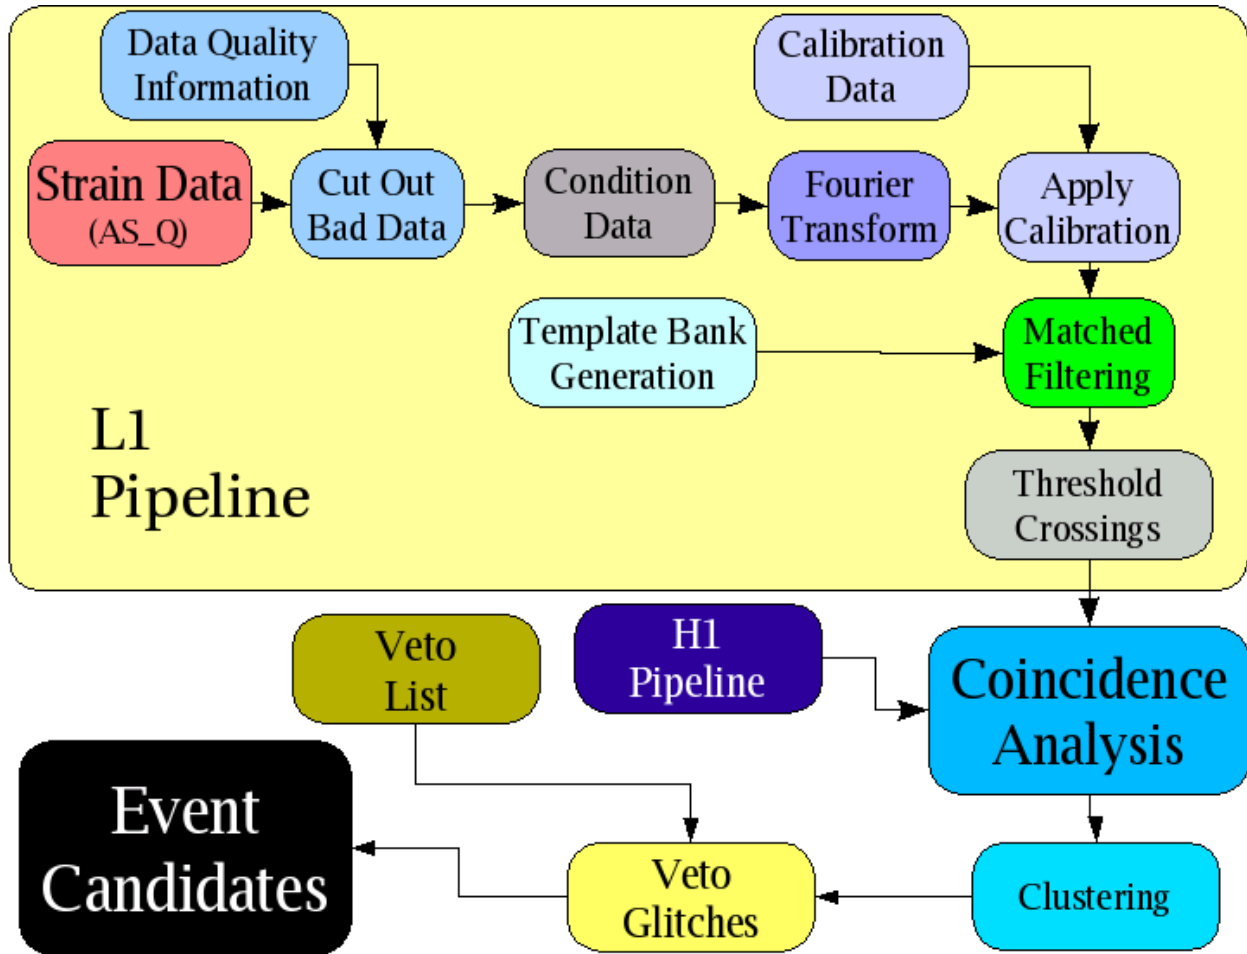 Data Quality
Information
Calibration
Data
Strain Data
(AS_Q)
Cut Out
Bad Data
Condition
Data
Fourier
Transform
Apply
Calibration
Template Bank
Generation
Matched
Filtering
L1
Pipeline
Threshold
Crossings
Veto
List
H1
Pipeline
Coincidence
Analysis
Event
Candidates
Veto
Glitches
Clustering